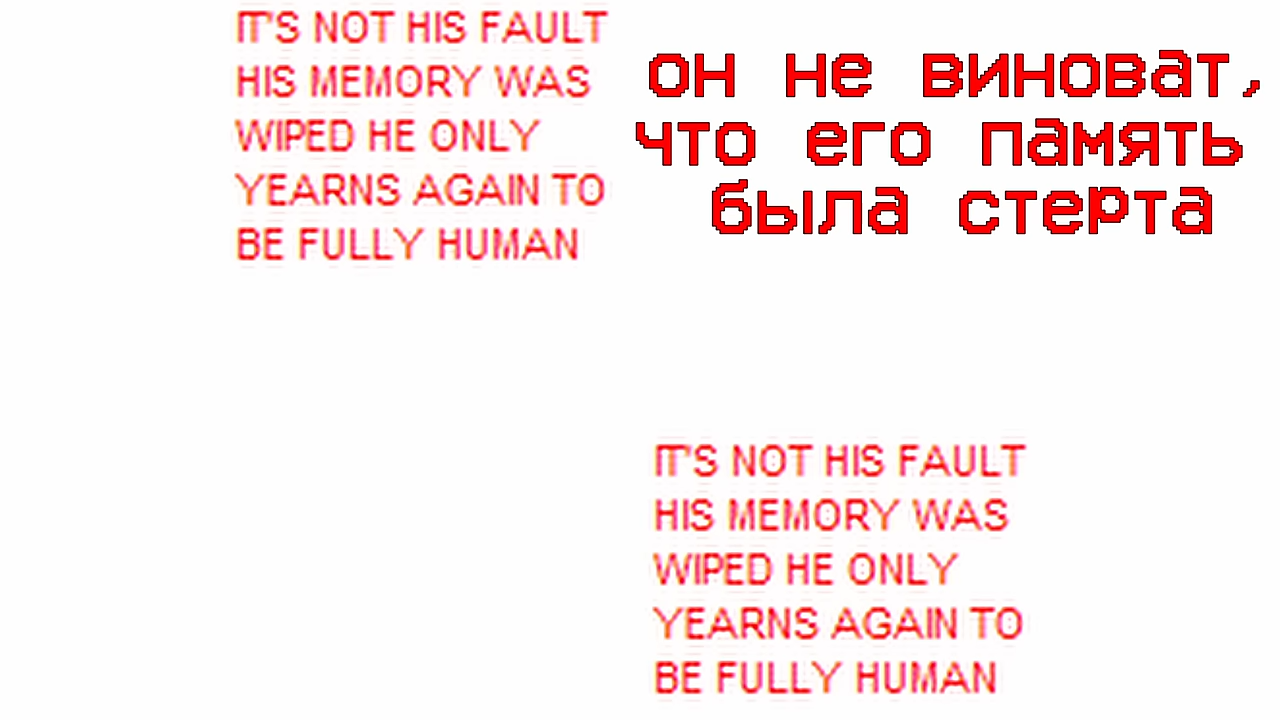 IT'S NOT HIS FAULT
HIS MEMORY WAS
WIPED HE ONLY
YEARNS AGAIN TO
BE FULLY HUMAN
он не виноват,
что его память
была стерта
IT'S NOT HIS FAULT
HIS MEMORY WAS
WIPED HE ONLY
YEARNS AGAIN TO
BE FULLY HUMAN